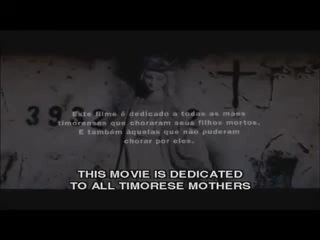 393
Este filme é dedicado a todas as mães
timorenses que choraram seus filhos mortos.
E também àquelas que não puderam
chorar por eles.
THIS MOVIE IS DEDICATED
TO ALL TIMORESE MOTHERS